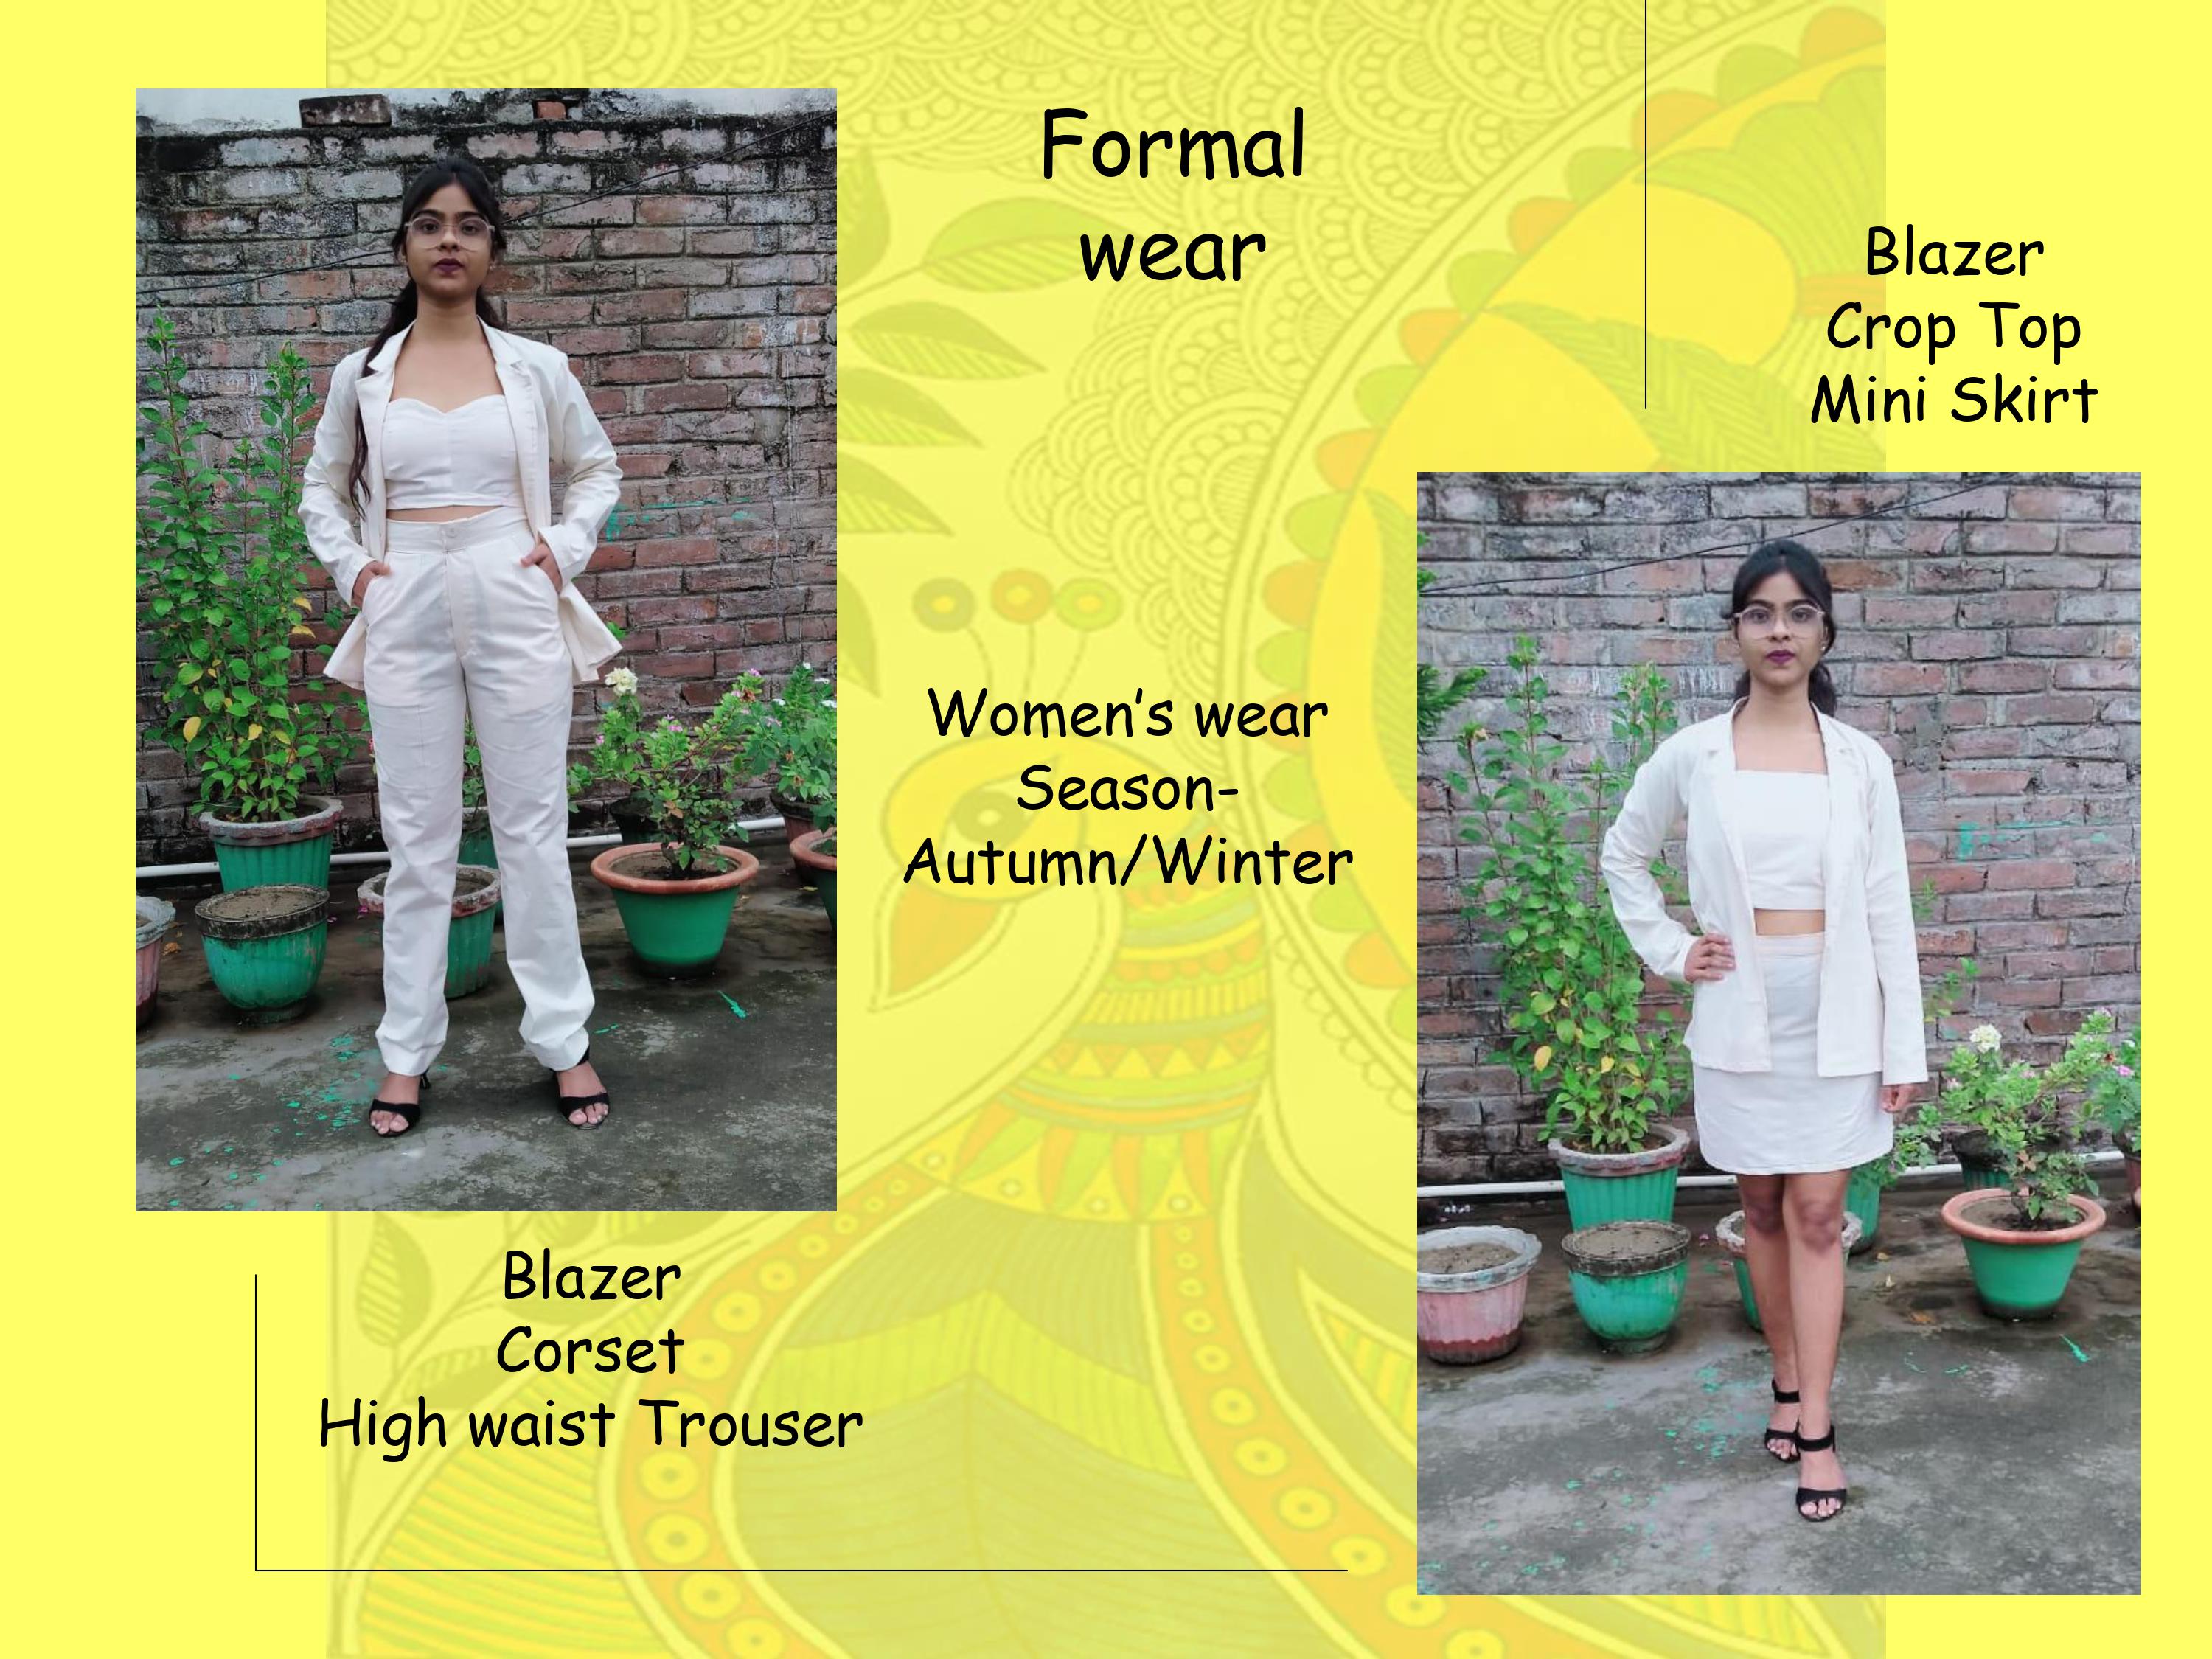 Formal
wear
Blazer
Crop Top
Mini Skirt
Women’s wear
Season-
Autumn/Winter
Blazer
Corset
High waist Trouser